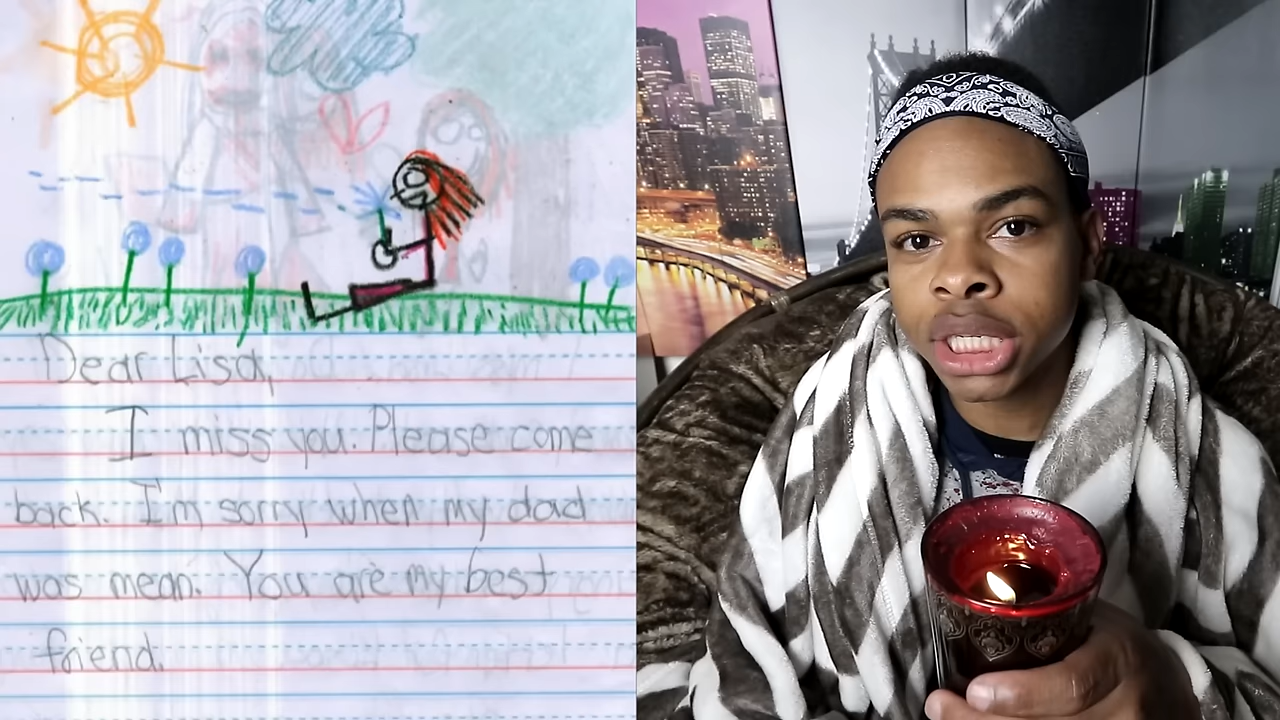 Dear Lisa,
I miss you. Please come
back. I'm sorry when my dad
was mean. You are my best
friend.